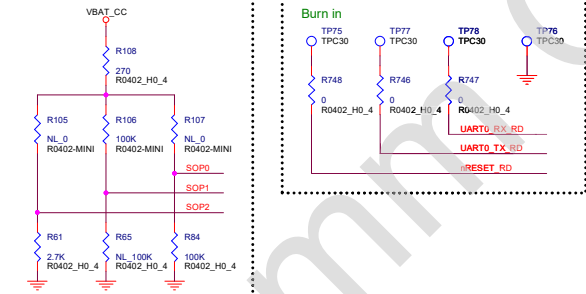 VBAT_CC
R108
270
R0402_H0_4
R105
NL_0
R0402-MINI
R106
100K
R0402-MINI
R107
NL_0
R0402-MINI
SOP0
SOP1
SOP2
R61
2.7K
R0402_H0_4
R65
NL_100K
R0402_H0_4
R84
100K
R0402_H0_4
Burn in
TP75
TPC30
TP77
TPC30
TP78
TPC30
TP76
TPC30
R748
0
R0402_H0_4
R746
0
R0402_H0_4
R747
0
R0402_H0_4
UART0_RX_RD
UART0_TX_RD
nRESET_RD